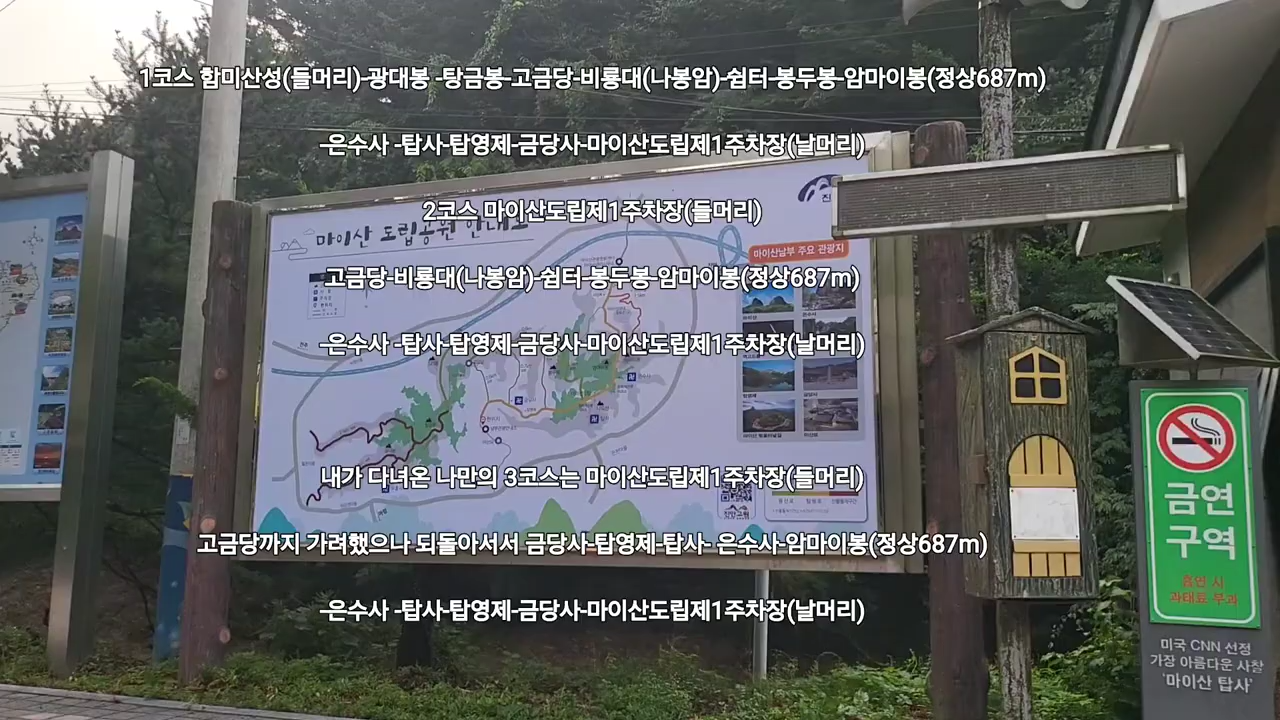 1코스 함미산성(들머리)-광대봉 -탕금봉-고금당-비룡대(나봉암)-쉼터-봉두봉-암마이봉(정상687m)
-은수사 -탑사-탑영제-금당사-마이산도립제1주차장(날머리)
2코스 마이산도립제1주차장(들머리)
마이산 도립공원 안내도
마이산남부 주요 관광지
고금당-비룡대(나봉암)-쉼터-봉두봉-암마이봉(정상687m)
-은수사 -탑사-탑영제-금당사-마이산도립제1주차장(날머리)
내가 다녀온 나만의 3코스는 마이산도립제1주차장(들머리)
고금당까지 가려했으나 되돌아서서 금당사-탑영제-탑사- 은수사-암마이봉(정상687m)
-은수사 -탑사-탑영제-금당사-마이산도립제1주차장(날머리)
금연
구역
흡연 시
과태료 부과
미국 CNN 선정
가장 아름다운 사찰
'마이산 탑사'